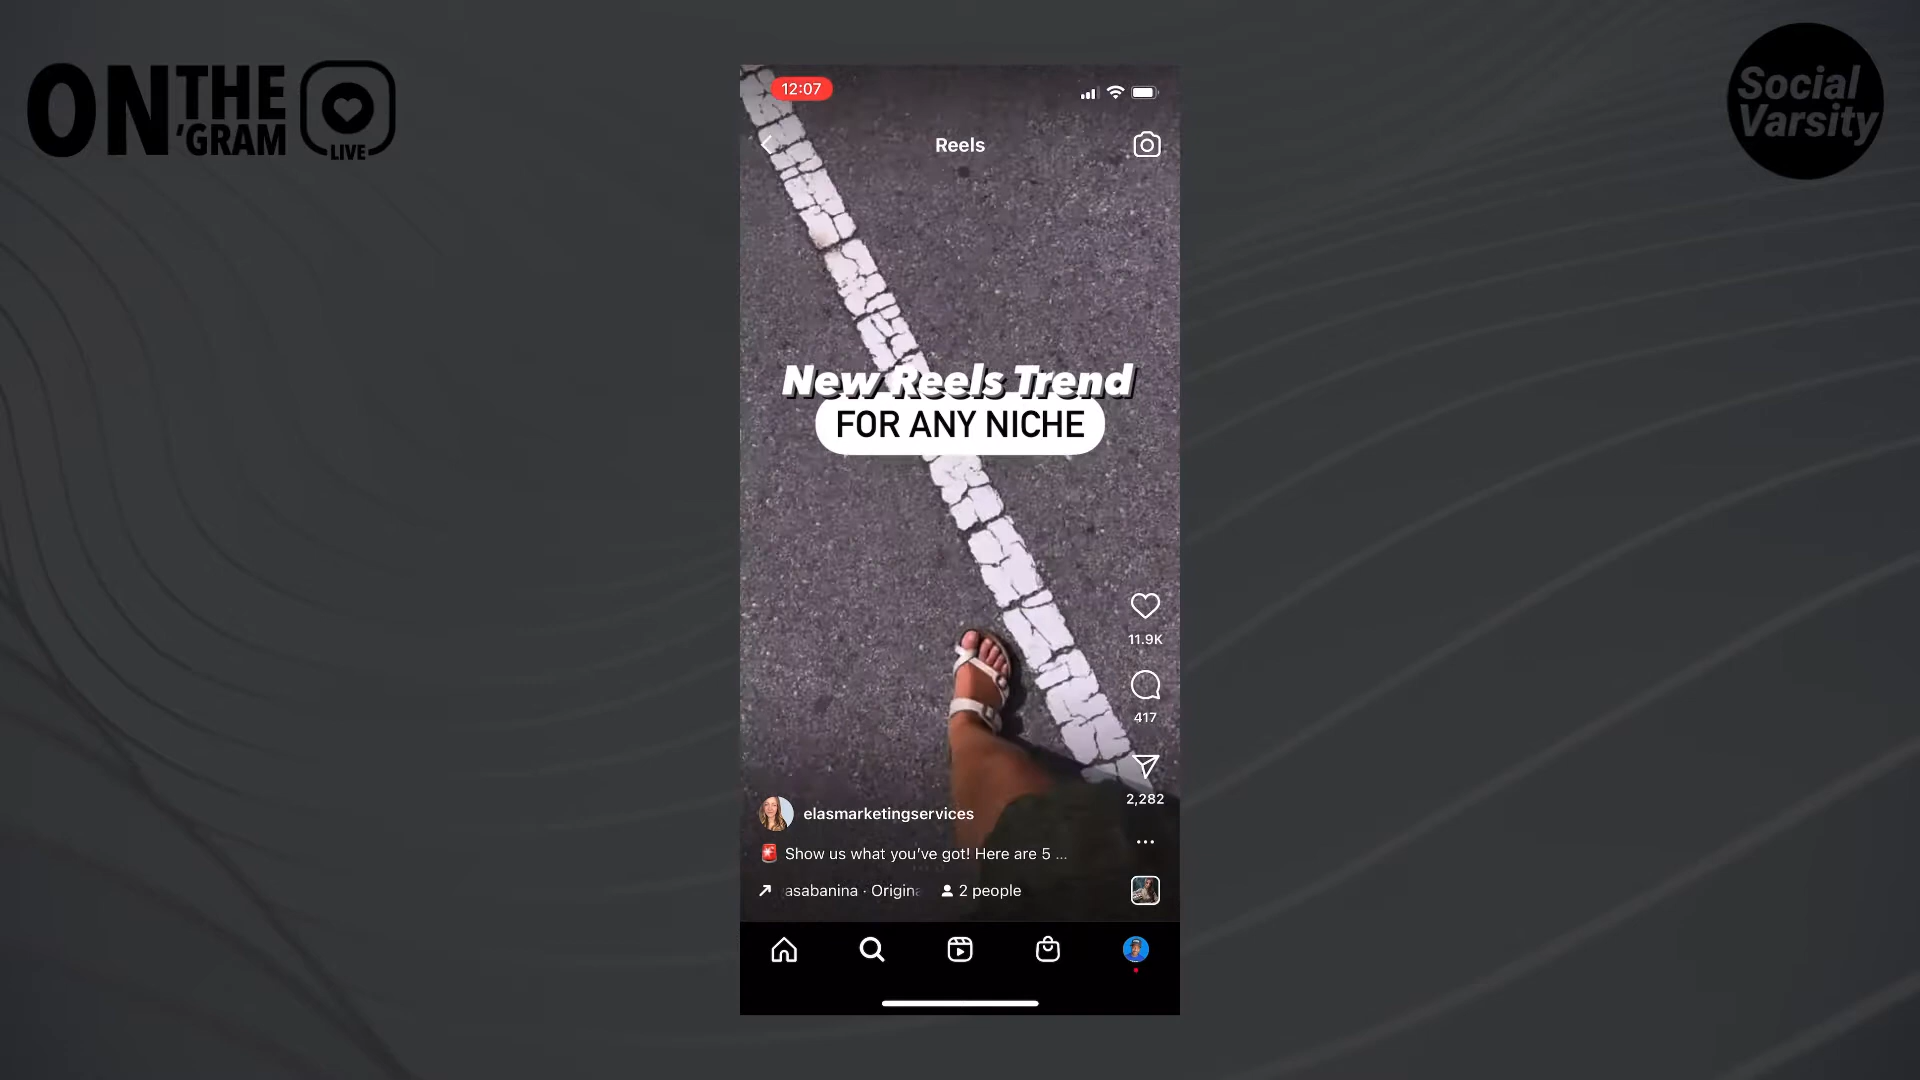 ON THE 'GRAM LIVE
Social Varsity
12:07
Reels
New Reels Trend
FOR ANY NICHE
11.9K
417
2,282
elasmarketingservices
Show us what you've got! Here are 5 ...
asabanina · Origina
2 people